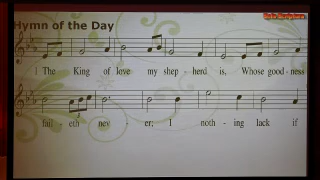 Hymn of the Day
1 The King of love my shep - herd is, Whose good - ness
fail - eth nev - er; I noth - ing lack if